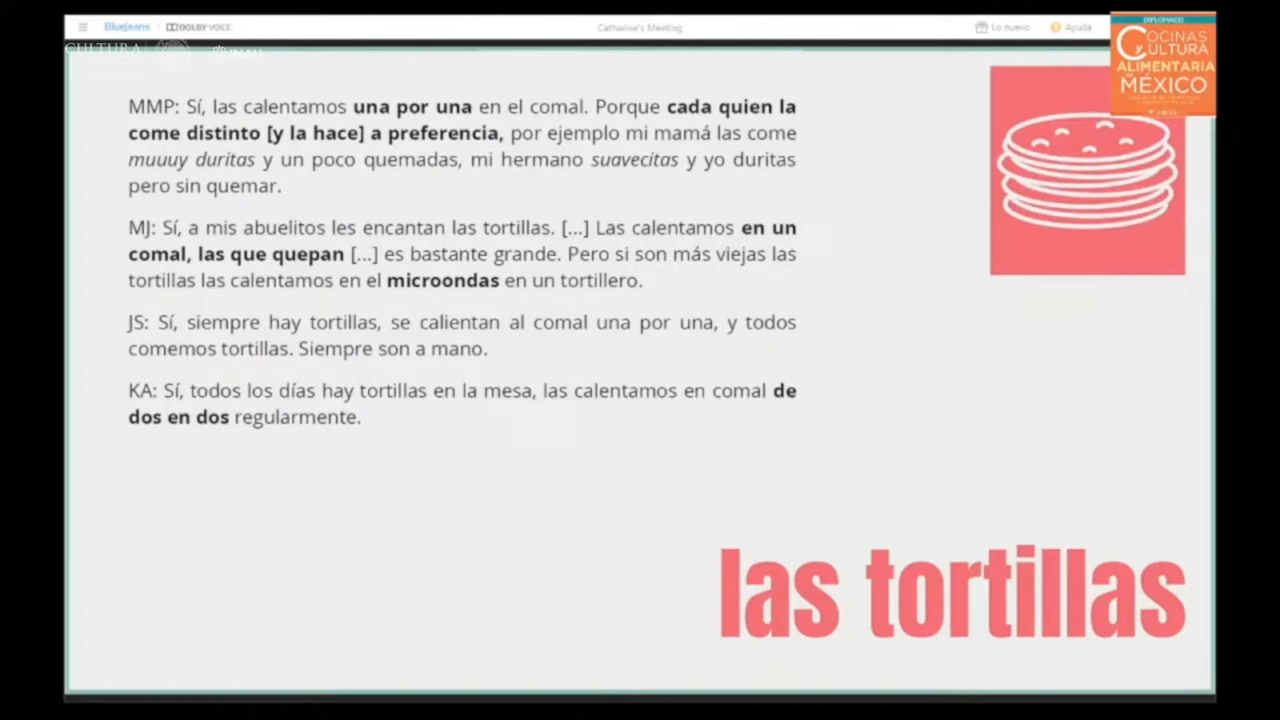 BlueJeans DOLBY VOICE Catharine's Meeting Lo nuevo Ayuda
CULTURA INAH
DIPLOMADO
COCINAS
y CULTURA
ALIMENTARIA
MÉXICO
MMP: Sí, las calentamos una por una en el comal. Porque cada quien la
come distinto [y la hace] a preferencia, por ejemplo mi mamá las come
muuuy duritas y un poco quemadas, mi hermano suavecitas y yo duritas
pero sin quemar.
MJ: Sí, a mis abuelitos les encantan las tortillas. [...] Las calentamos en un
comal, las que quepan [...] es bastante grande. Pero si son más viejas las
tortillas las calentamos en el microondas en un tortillero.
JS: Sí, siempre hay tortillas, se calientan al comal una por una, y todos
comemos tortillas. Siempre son a mano.
KA: Sí, todos los días hay tortillas en la mesa, las calentamos en comal de
dos en dos regularmente.
las tortillas